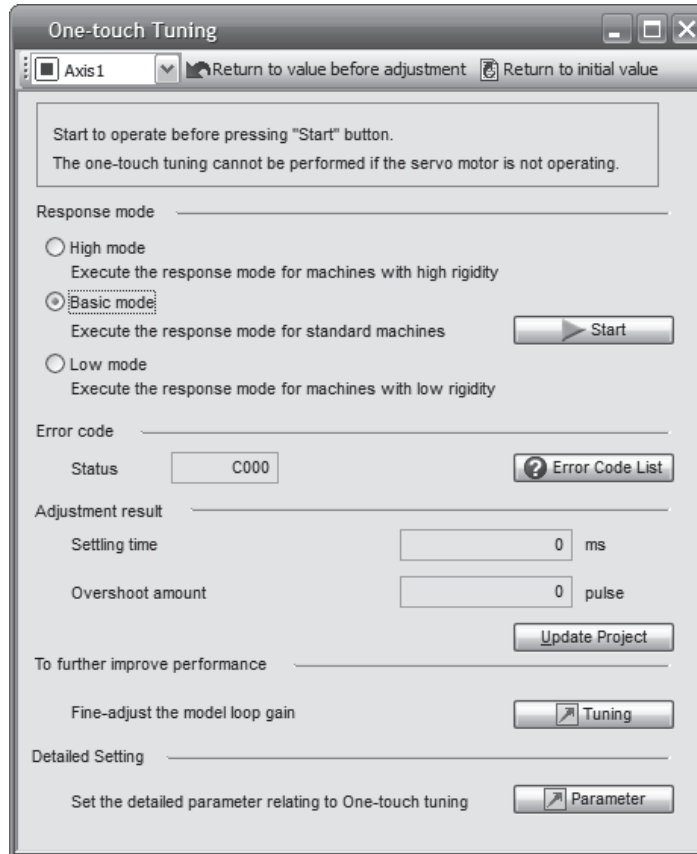 One-touch Tuning
Axis1 Return to value before adjustment Return to initial value
Start to operate before pressing "Start" button.
The one-touch tuning cannot be performed if the servo motor is not operating.
Response mode
High mode
Execute the response mode for machines with high rigidity
Basic mode
Execute the response mode for standard machines
Start
Low mode
Execute the response mode for machines with low rigidity
Error code
Status C000 Error Code List
Adjustment result
Settling time 0 ms
Overshoot amount 0 pulse
Update Project
To further improve performance
Fine-adjust the model loop gain Tuning
Detailed Setting
Set the detailed parameter relating to One-touch tuning Parameter